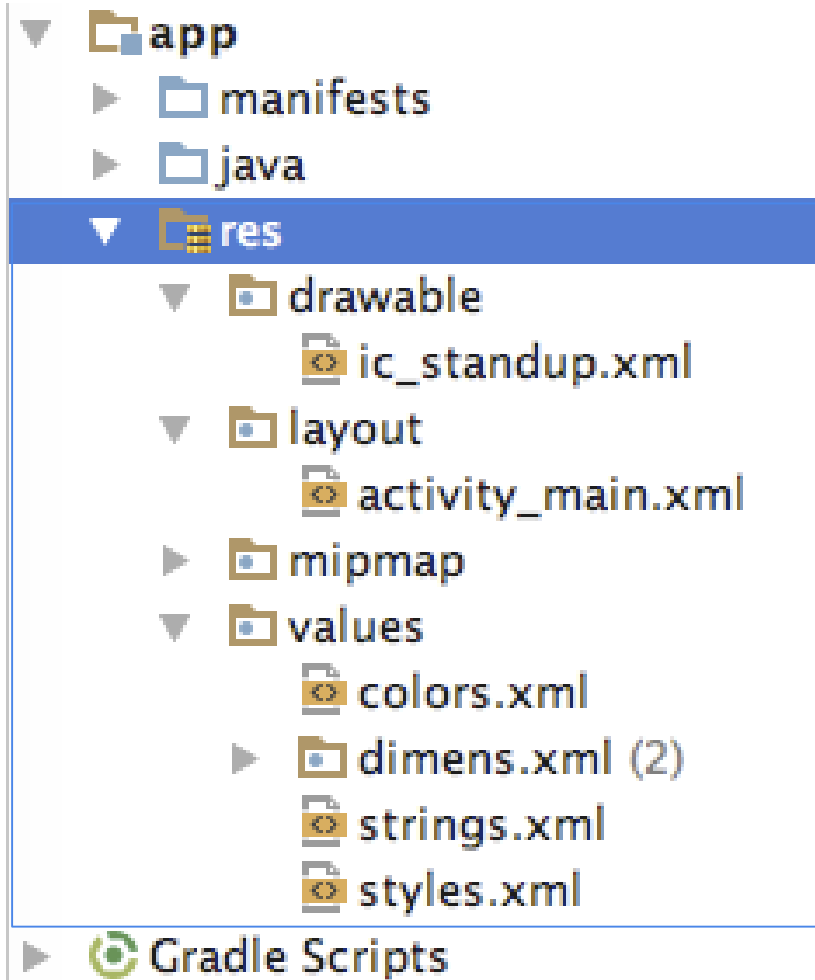 app
manifests
java
res
drawable
ic_standup.xml
layout
activity_main.xml
mipmap
values
colors.xml
dimens.xml (2)
strings.xml
styles.xml
Gradle Scripts